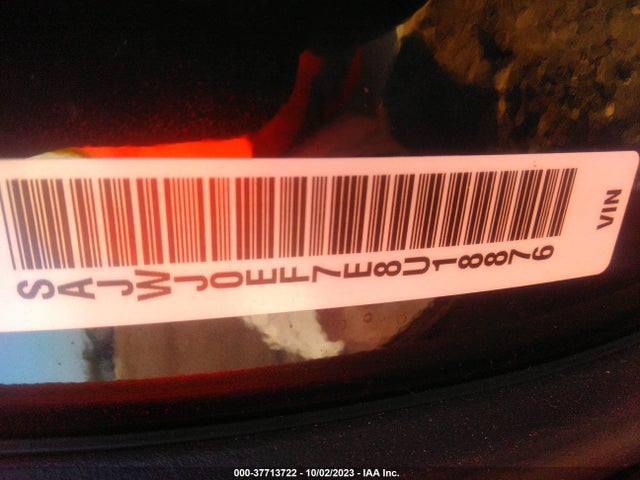 SAJWJ0EF7E8U18876
VIN
000-37713722 - 10/02/2023 - IAA Inc.